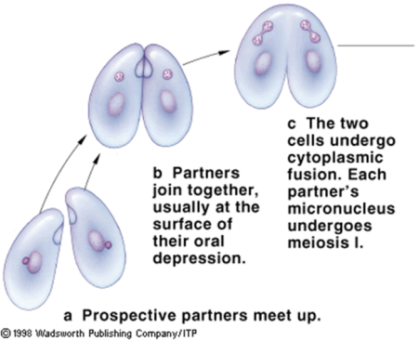 b Partners
join together,
usually at the
surface of
their oral
depression.
c The two
cells undergo
cytoplasmic
fusion. Each
partner's
micronucleus
undergoes
meiosis I.
a Prospective partners meet up.
© 1998 Wadsworth Publishing Company/ITP